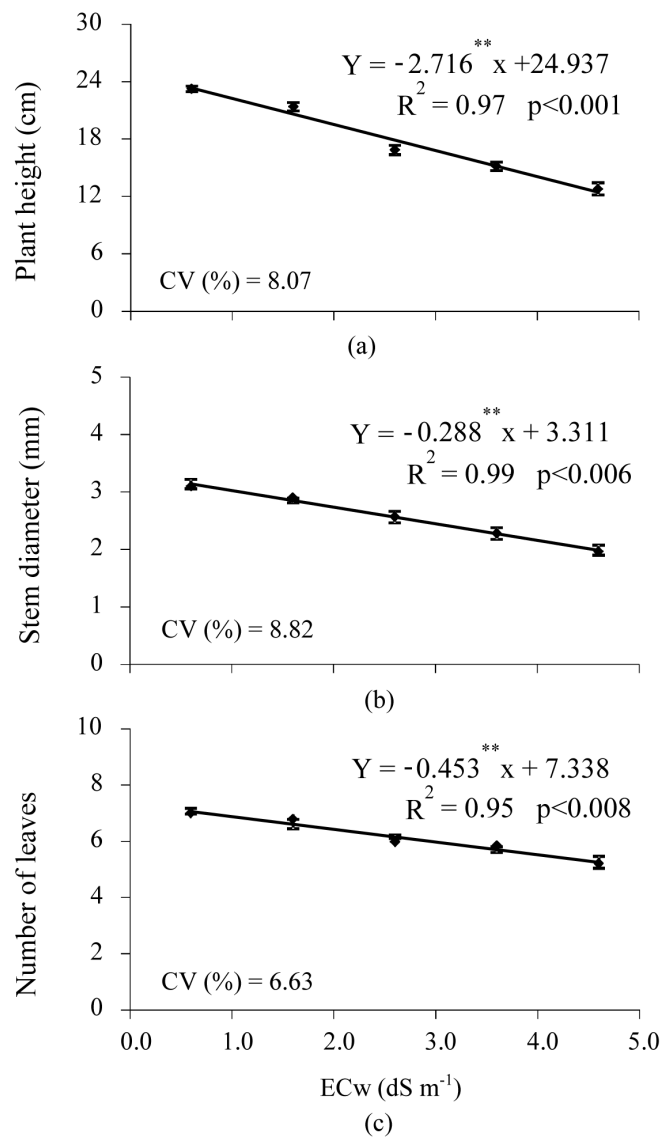 Plant height (cm)
30
24
18
12
6
0
Y = -2.716**x +24.937
R2 = 0.97 p<0.001
CV (%) = 8.07
(a)
Stem diameter (mm)
5
4
3
2
1
0
Y = -0.288**x + 3.311
R2 = 0.99 p<0.006
CV (%) = 8.82
(b)
Number of leaves
10
8
6
4
2
0
Y = -0.453**x + 7.338
R2 = 0.95 p<0.008
CV (%) = 6.63
0.0 1.0 2.0 3.0 4.0 5.0
ECw (dS m-1)
(c)